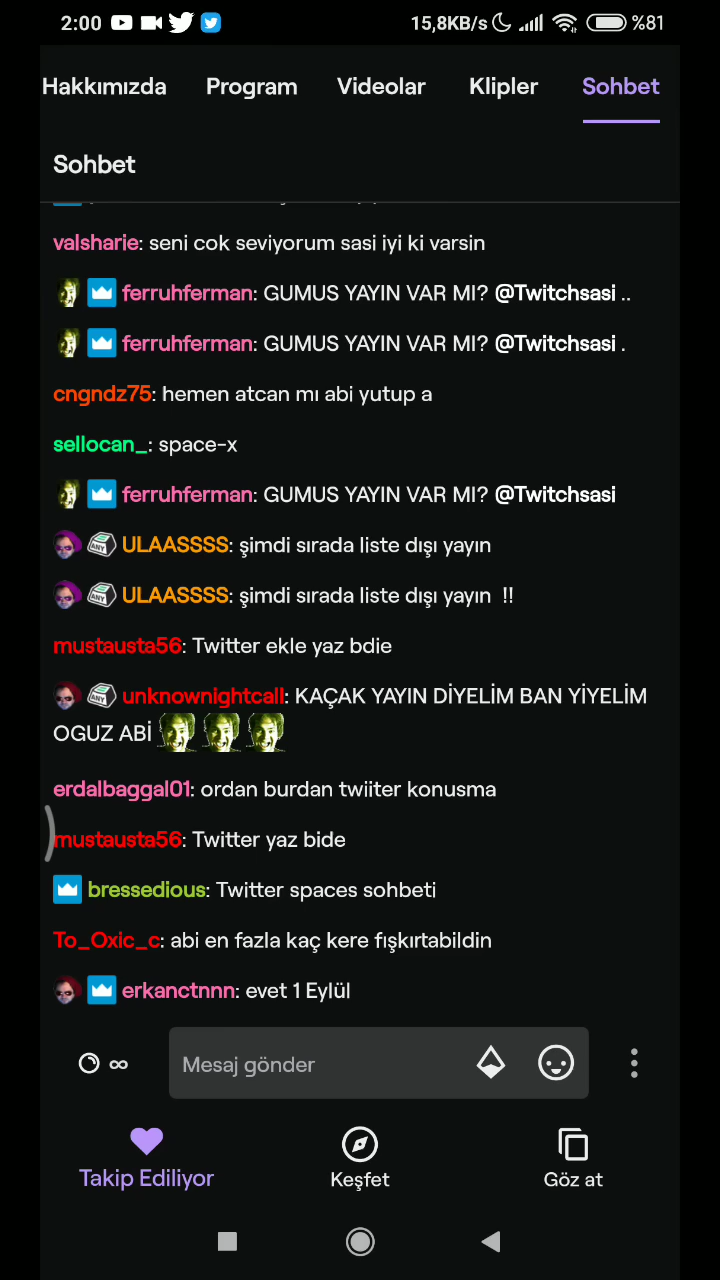 2:00 15,8KB/s %81
Hakkımızda Program Videolar Klipler Sohbet
Sohbet
valsharie: seni cok seviyorum sasi iyi ki varsin
ferruhferman: GUMUS YAYIN VAR MI? @Twitchsasi ..
ferruhferman: GUMUS YAYIN VAR MI? @Twitchsasi .
cngndz75: hemen atcan mı abi yutup a
sellocan_: space-x
ferruhferman: GUMUS YAYIN VAR MI? @Twitchsasi
ANY ULAASSSS: şimdi sırada liste dışı yayın
ANY ULAASSSS: şimdi sırada liste dışı yayın !!
mustausta56: Twitter ekle yaz bdie
ANY unknownightcall: KAÇAK YAYIN DİYELİM BAN YİYELİM
OGUZ ABİ
erdalbaggal01: ordan burdan twiiter konusma
mustausta56: Twitter yaz bide
bressedious: Twitter spaces sohbeti
To_Oxic_c: abi en fazla kaç kere fışkırtabildin
erkanctnnn: evet 1 Eylül
∞ Mesaj gönder
Takip Ediliyor Keşfet Göz at